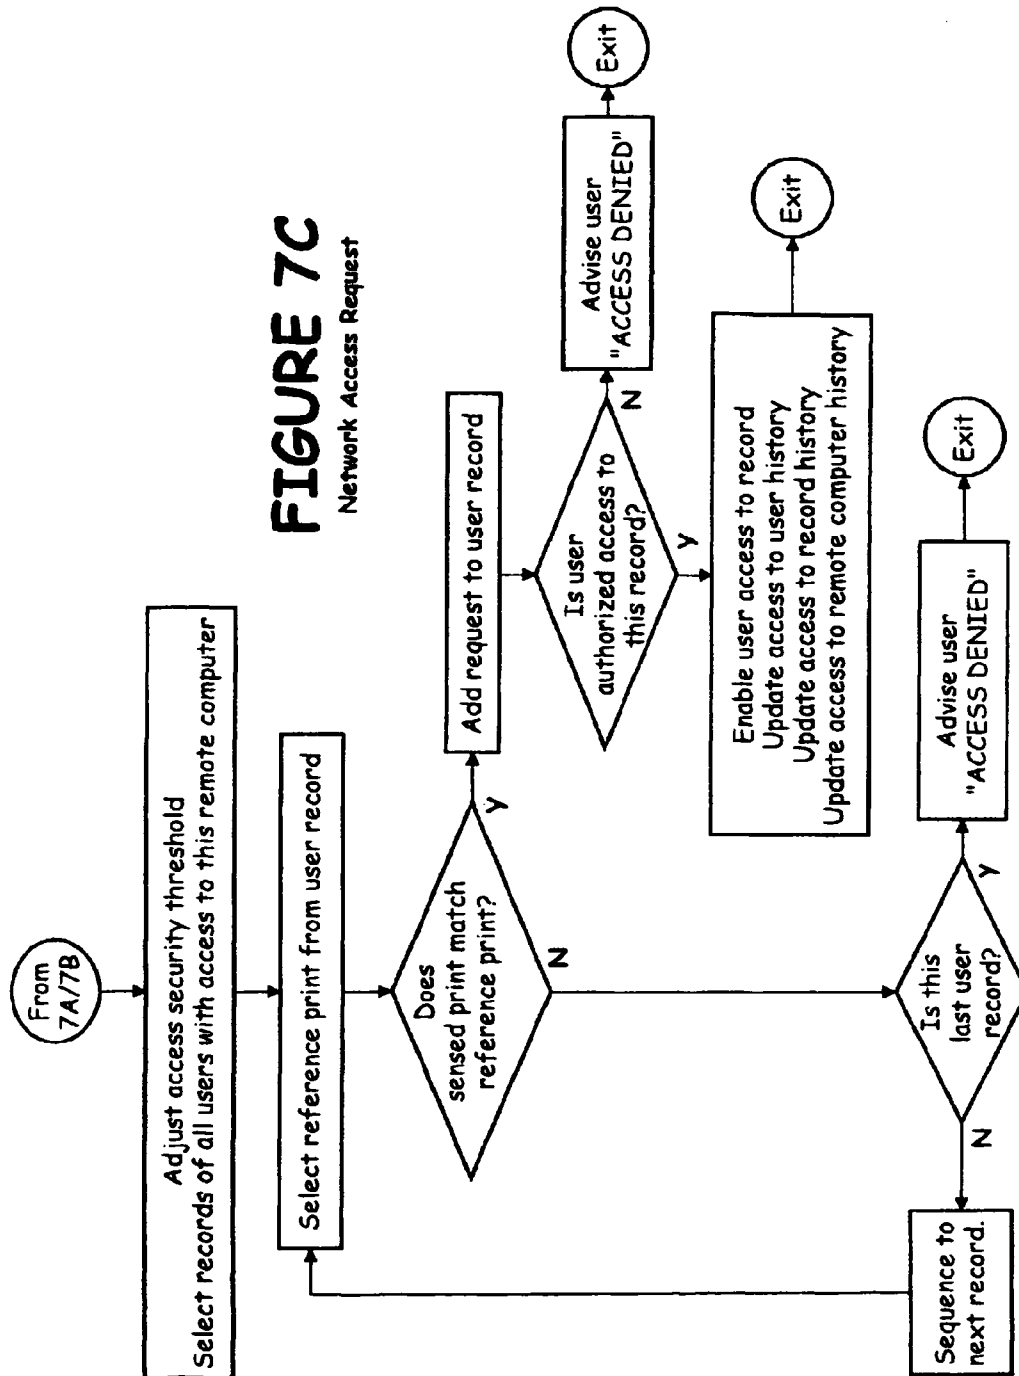 FIGURE 7C
Network Access Request
From
7A/7B
Adjust access security threshold
Select records of all users with access to this remote computer
Select reference print from user record
Does
sensed print match
reference print?
Y
N
Add request to user record
Is user
authorized access to
this record?
N
Y
Advise user
"ACCESS DENIED"
Exit
Enable user access to record
Update access to user history
Update access to record history
Update access to remote computer history
Exit
Is this
last user
record?
Y
N
Advise user
"ACCESS DENIED"
Exit
Sequence to
next record.